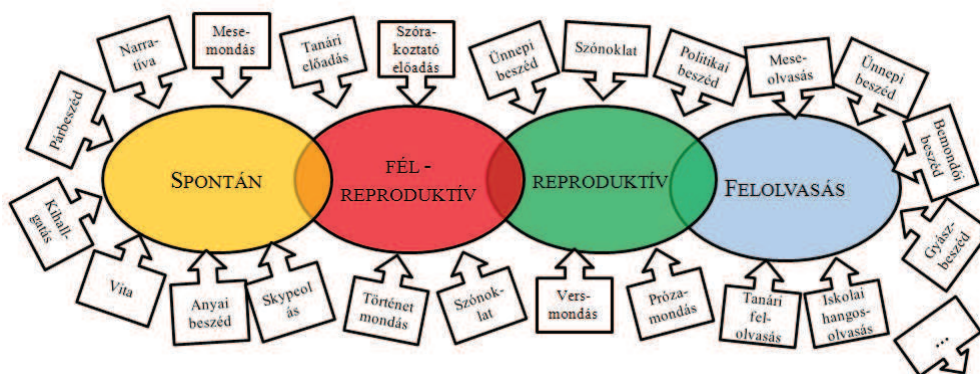 Narra-
tíva
Mese-
mondás
Tanári
előadás
Szóra-
koztató
előadás
Ünnepi
beszéd
Szónoklat
Politikai
beszéd
Mese-
olvasás
Ünnepi
beszéd
Párbeszéd
Bemondói
beszéd
SPONTÁN
FÉL -
REPRODUKTÍV
REPRODUKTÍV
FELOLVASÁS
Kihall-
gatás
Gyász-
beszéd
Vita
Anyai
beszéd
Skypeol
ás
Történet
mondás
Szónok-
lat
Vers-
mondás
Próza-
mondás
Tanári
fel-
olvasás
Iskolai
hangos-
olvasás
...